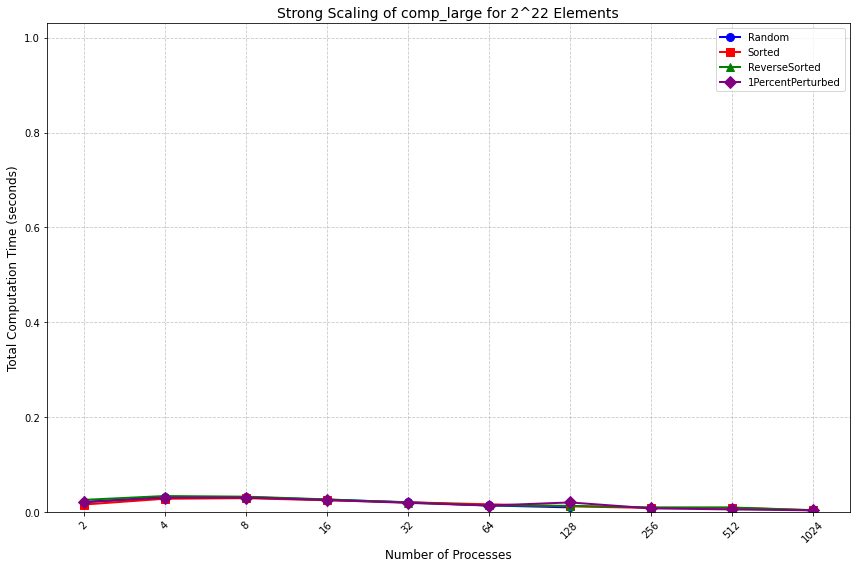 Strong Scaling of comp_large for 2^22 Elements
Random
Sorted
ReverseSorted
1PercentPerturbed
Total Computation Time (seconds)
1.0
0.8
0.6
0.4
0.2
0.0
2
4
8
16
32
64
128
256
512
1024
Number of Processes